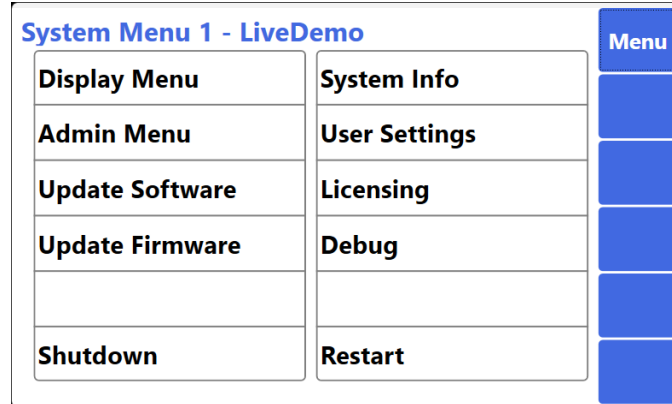 System Menu 1 - LiveDemo
Menu
Display Menu
System Info
Admin Menu
User Settings
Update Software
Licensing
Update Firmware
Debug
Shutdown
Restart